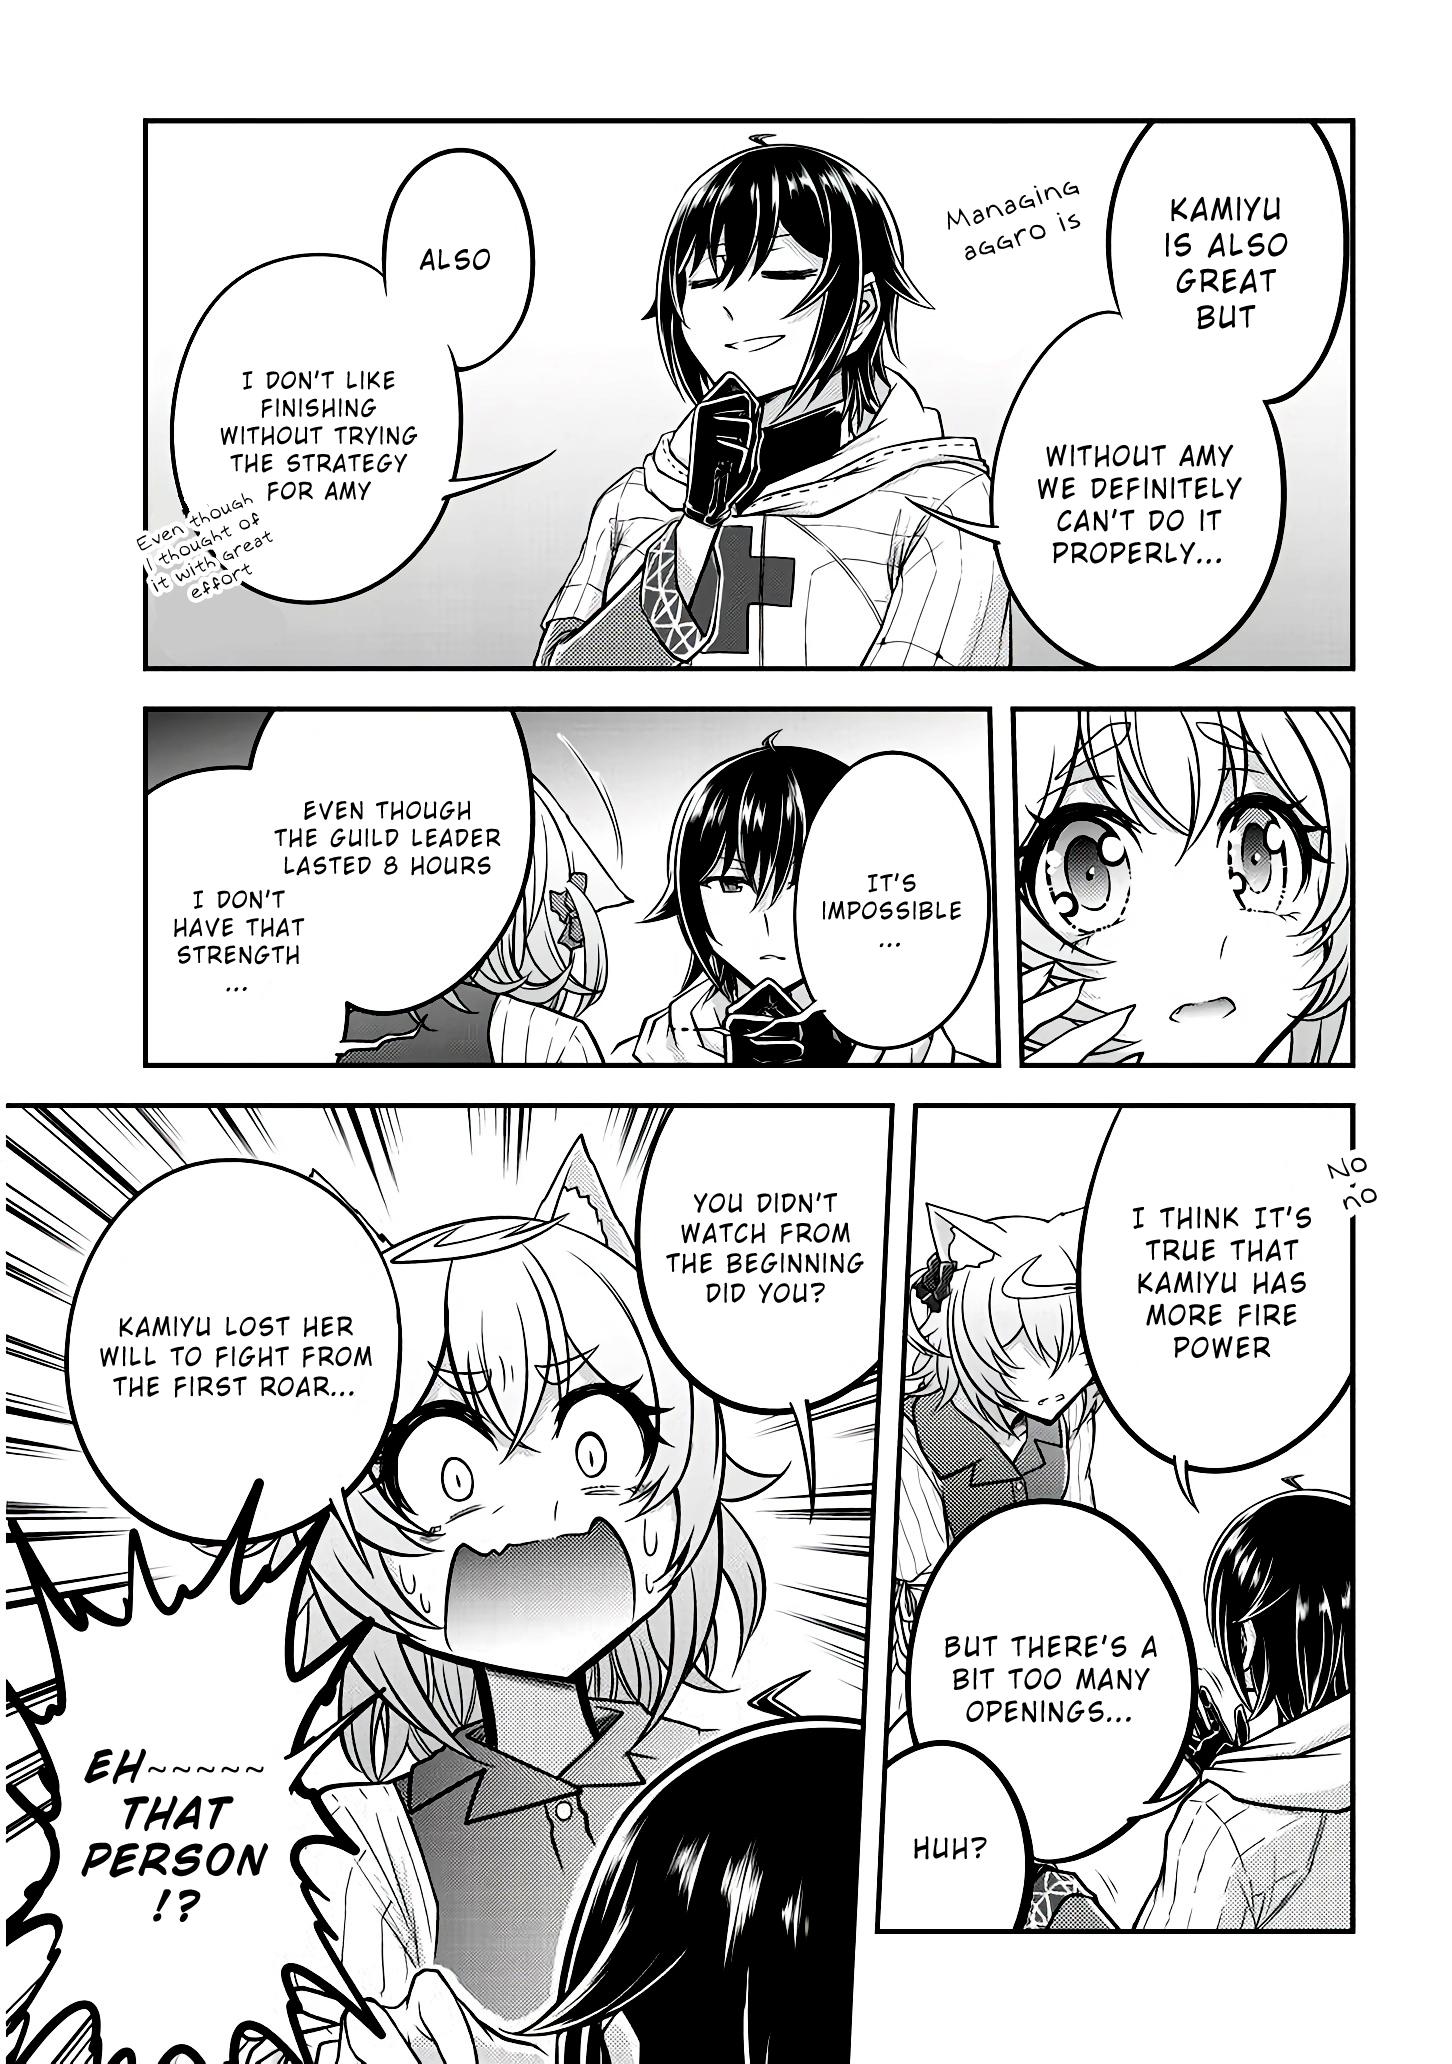 KAMIYU
IS ALSO
GREAT
BUT
Managing
aggro is
WITHOUT AMY
WE DEFINITELY
CAN'T DO IT
PROPERLY...
ALSO
I DON'T LIKE
FINISHING
WITHOUT TRYING
THE STRATEGY
FOR AMY
Even though
I thought of
it with great
effort
IT'S
IMPOSSIBLE
...
EVEN THOUGH
THE GUILD LEADER
LASTED 8 HOURS
I DON'T
HAVE THAT
STRENGTH
...
No
no
I THINK IT'S
TRUE THAT
KAMIYU HAS
MORE FIRE
POWER
BUT THERE'S A
BIT TOO MANY
OPENINGS...
HUH?
YOU DIDN'T
WATCH FROM
THE BEGINNING
DID YOU?
KAMIYU LOST HER
WILL TO FIGHT FROM
THE FIRST ROAR...
EH~~~~~
THAT
PERSON
!?